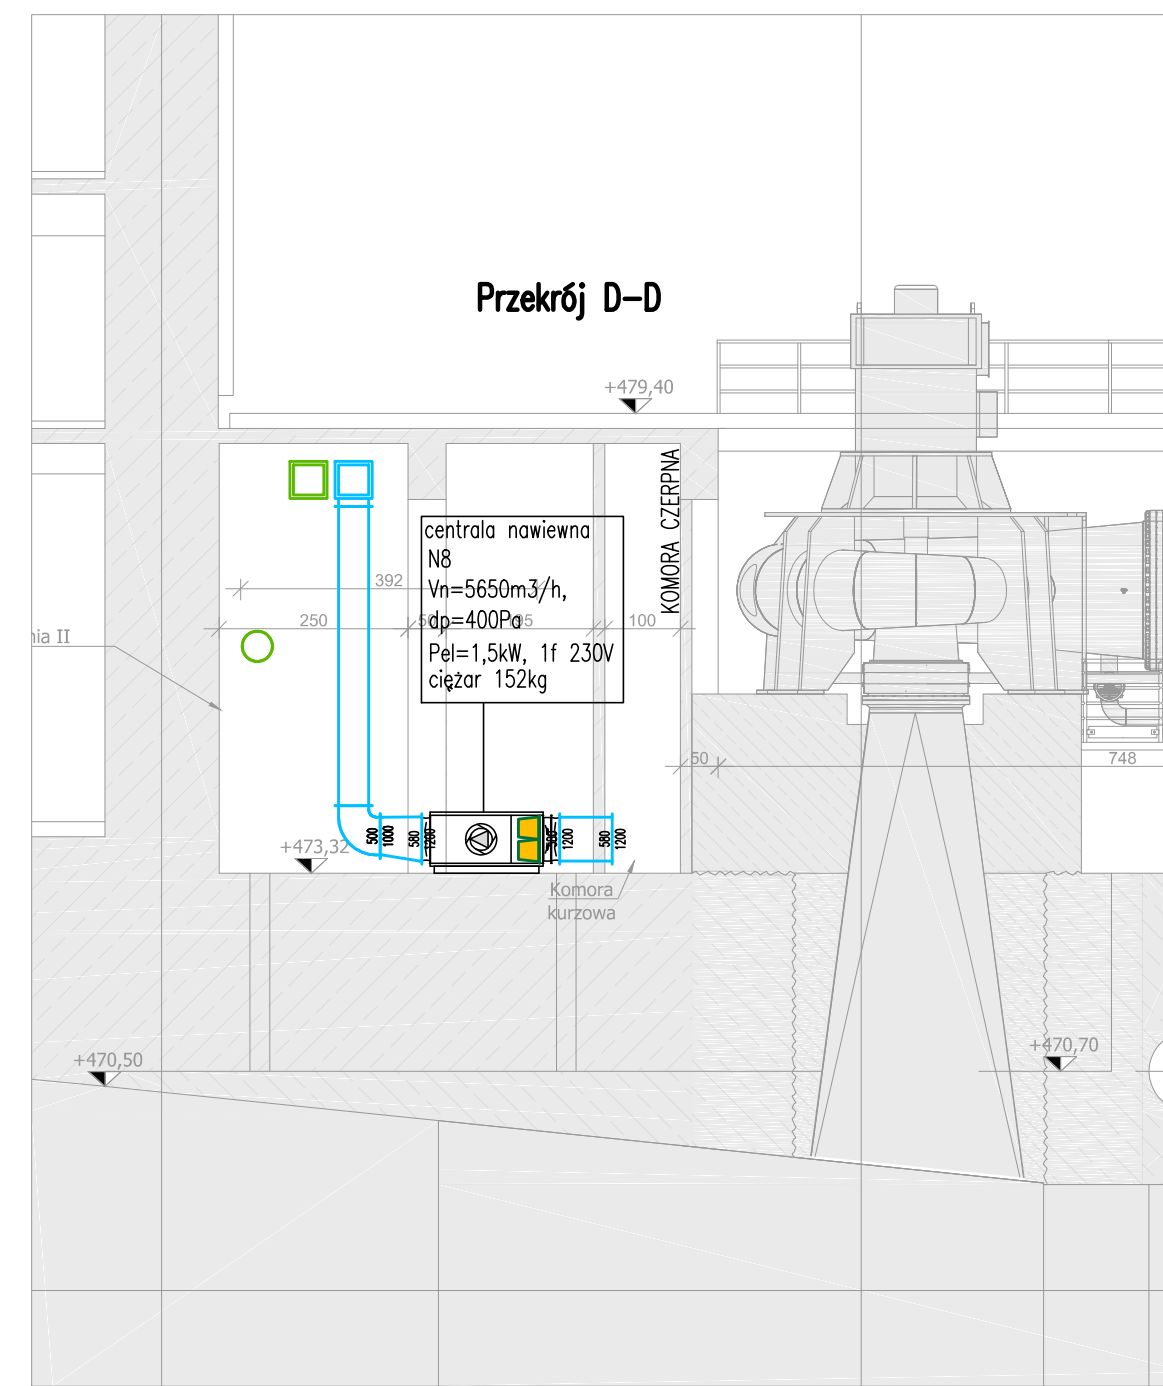 Przekrój D-D
+479,40
KOMORA CZERPNA
centrala nawiewna
N8
Vn=5650m3/h,
dp=400Pa
Pel=1,5kW, 1f 230V
ciężar 152kg
392
250
100
nia II
50
748
500
1000
580
1200
1200
580
1200
+473,32
Komora
kurzowa
+470,50
+470,70